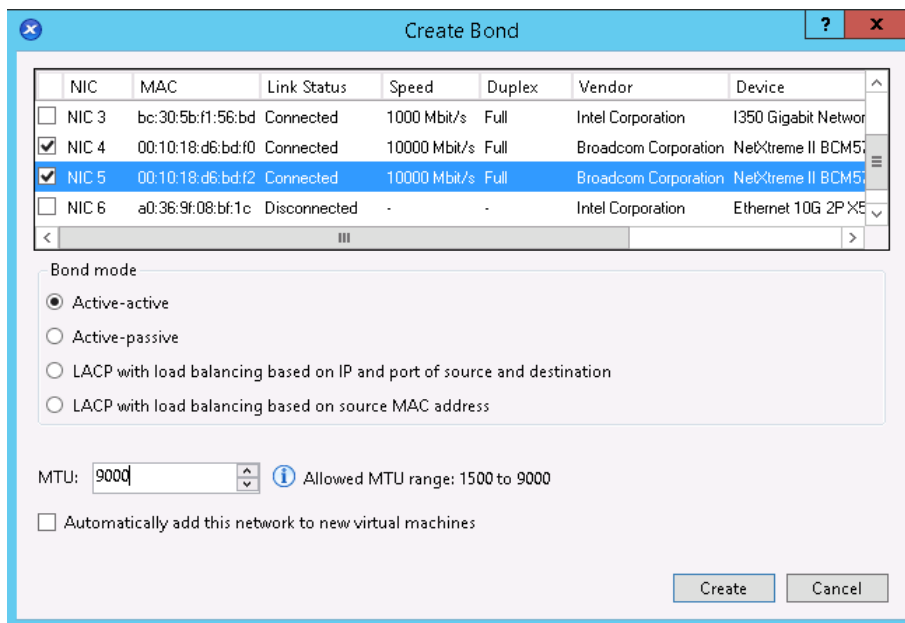 Create Bond
? x
NIC MAC Link Status Speed Duplex Vendor Device
NIC 3 bc:30:5b:f1:56:bd Connected 1000 Mbit/s Full Intel Corporation I350 Gigabit Networ
NIC 4 00:10:18:d6:bd:f0 Connected 10000 Mbit/s Full Broadcom Corporation NetXtreme II BCM57
NIC 5 00:10:18:d6:bd:f2 Connected 10000 Mbit/s Full Broadcom Corporation NetXtreme II BCM57
NIC 6 a0:36:9f:08:bf:1c Disconnected - - Intel Corporation Ethernet 10G 2P X5
Bond mode
Active-active
Active-passive
LACP with load balancing based on IP and port of source and destination
LACP with load balancing based on source MAC address
MTU: 9000 Allowed MTU range: 1500 to 9000
Automatically add this network to new virtual machines
Create Cancel